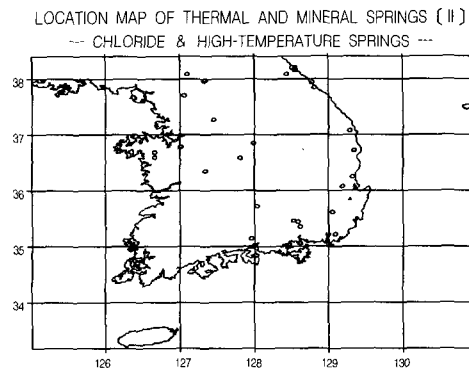 LOCATION MAP OF THERMAL AND MINERAL SPRINGS (II)
--- CHLORIDE & HIGH-TEMPERATURE SPRINGS ---
38
37
36
35
34
126 127 128 129 130